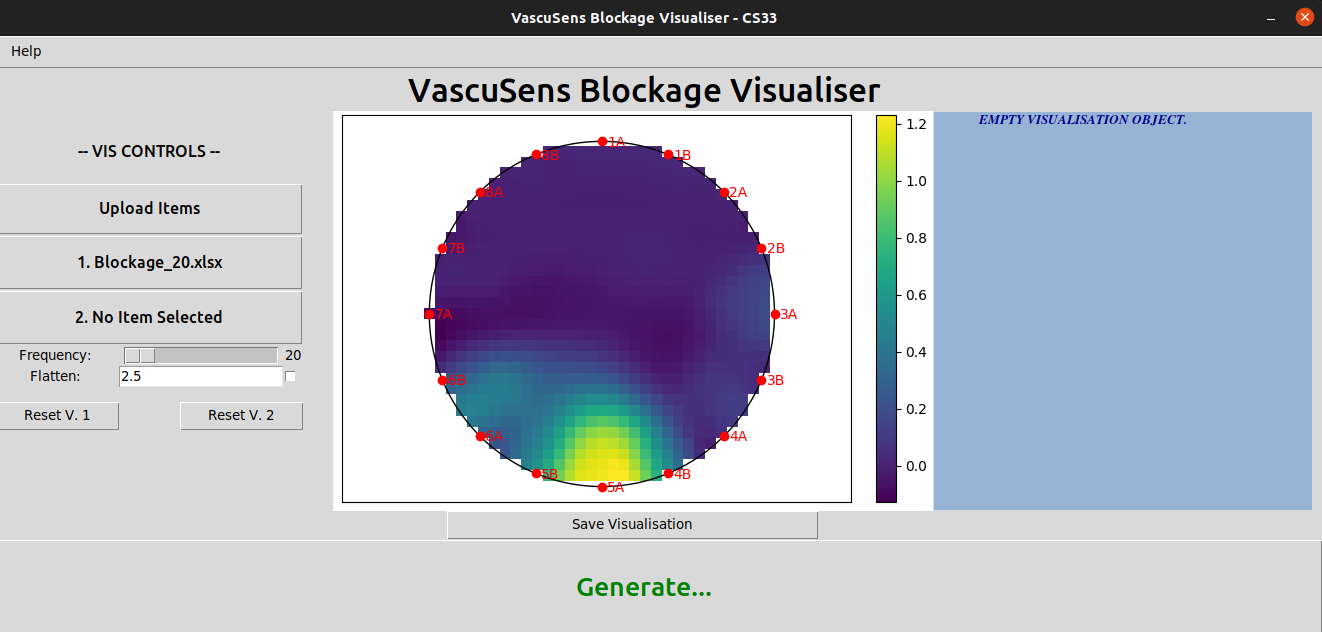 VascuSens Blockage Visualiser - CS33
Help
VascuSens Blockage Visualiser
-- VIS CONTROLS --
Upload Items
1. Blockage_20.xlsx
2. No Item Selected
Frequency: 20
Flatten: 2.5
Reset V. 1 Reset V. 2
1A
8B 1B
8A 2A
7B 2B
7A 3A
6B 3B
6A 4A
5B 4B
5A
1.2
1.0
0.8
0.6
0.4
0.2
0.0
EMPTY VISUALISATION OBJECT.
Save Visualisation
Generate...